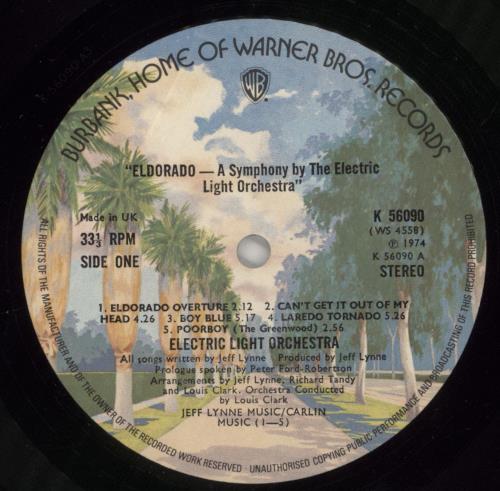 BURBANK, HOME OF WARNER BROS. RECORDS
WB
"ELDORADO — A Symphony by The Electric
Light Orchestra"
Made in UK
33⅓ RPM
SIDE ONE
K 56090
(WS 4558)
℗ 1974
K 56090 A
STEREO
1. ELDORADO OVERTURE 2.12 2. CAN'T GET IT OUT OF MY
HEAD 4.26 3. BOY BLUE 5.17 4. LAREDO TORNADO 5.26
5. POORBOY (The Greenwood) 2.56
ELECTRIC LIGHT ORCHESTRA
All songs written by Jeff Lynne Produced by Jeff Lynne
Prologue spoken by Peter Ford-Robertson
Arrangements by Jeff Lynne, Richard Tandy
and Louis Clark. Orchestra Conducted
by Louis Clark
JEFF LYNNE MUSIC/CARLIN
MUSIC (1—5)
ALL RIGHTS OF THE MANUFACTURER AND OF THE OWNER OF THE RECORDED WORK RESERVED · UNAUTHORISED COPYING PUBLIC PERFORMANCE AND BROADCASTING OF THIS RECORD PROHIBITED